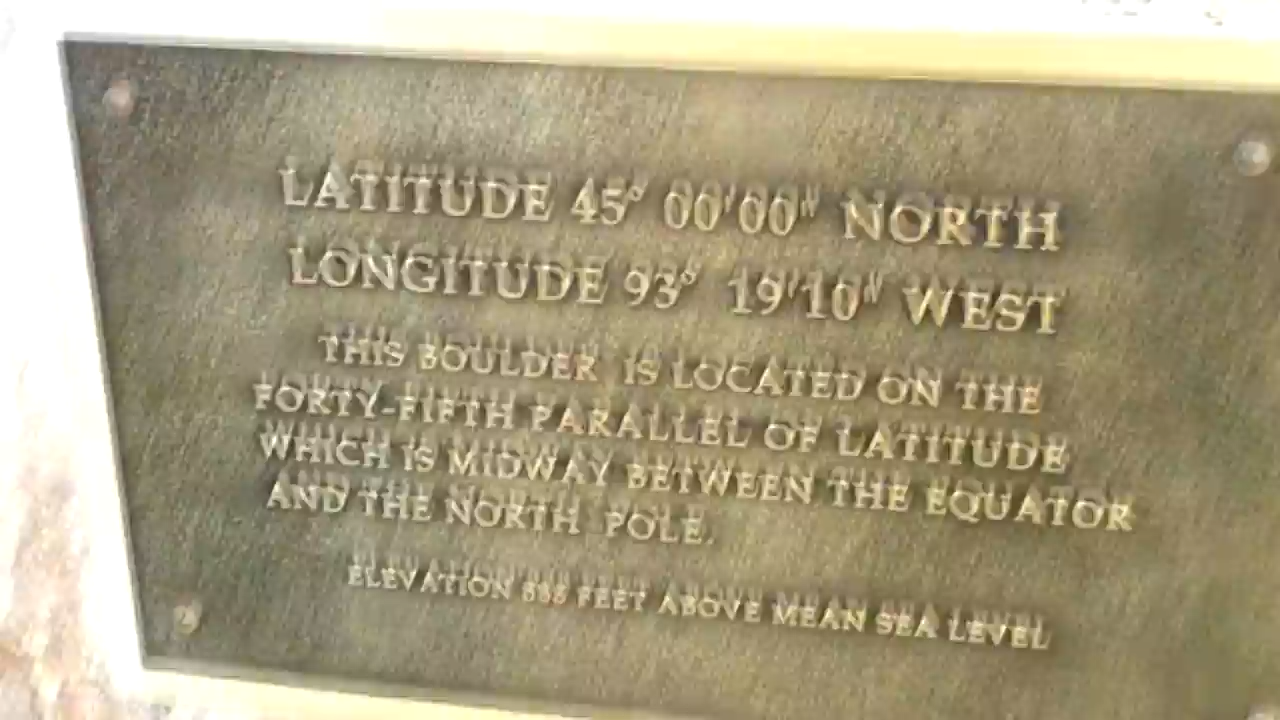 LATITUDE 45° 00'00" NORTH
LONGITUDE 93° 19'10" WEST
THIS BOULDER IS LOCATED ON THE
FORTY-FIFTH PARALLEL OF LATITUDE
WHICH IS MIDWAY BETWEEN THE EQUATOR
AND THE NORTH POLE.
ELEVATION FEET ABOVE MEAN SEA LEVEL